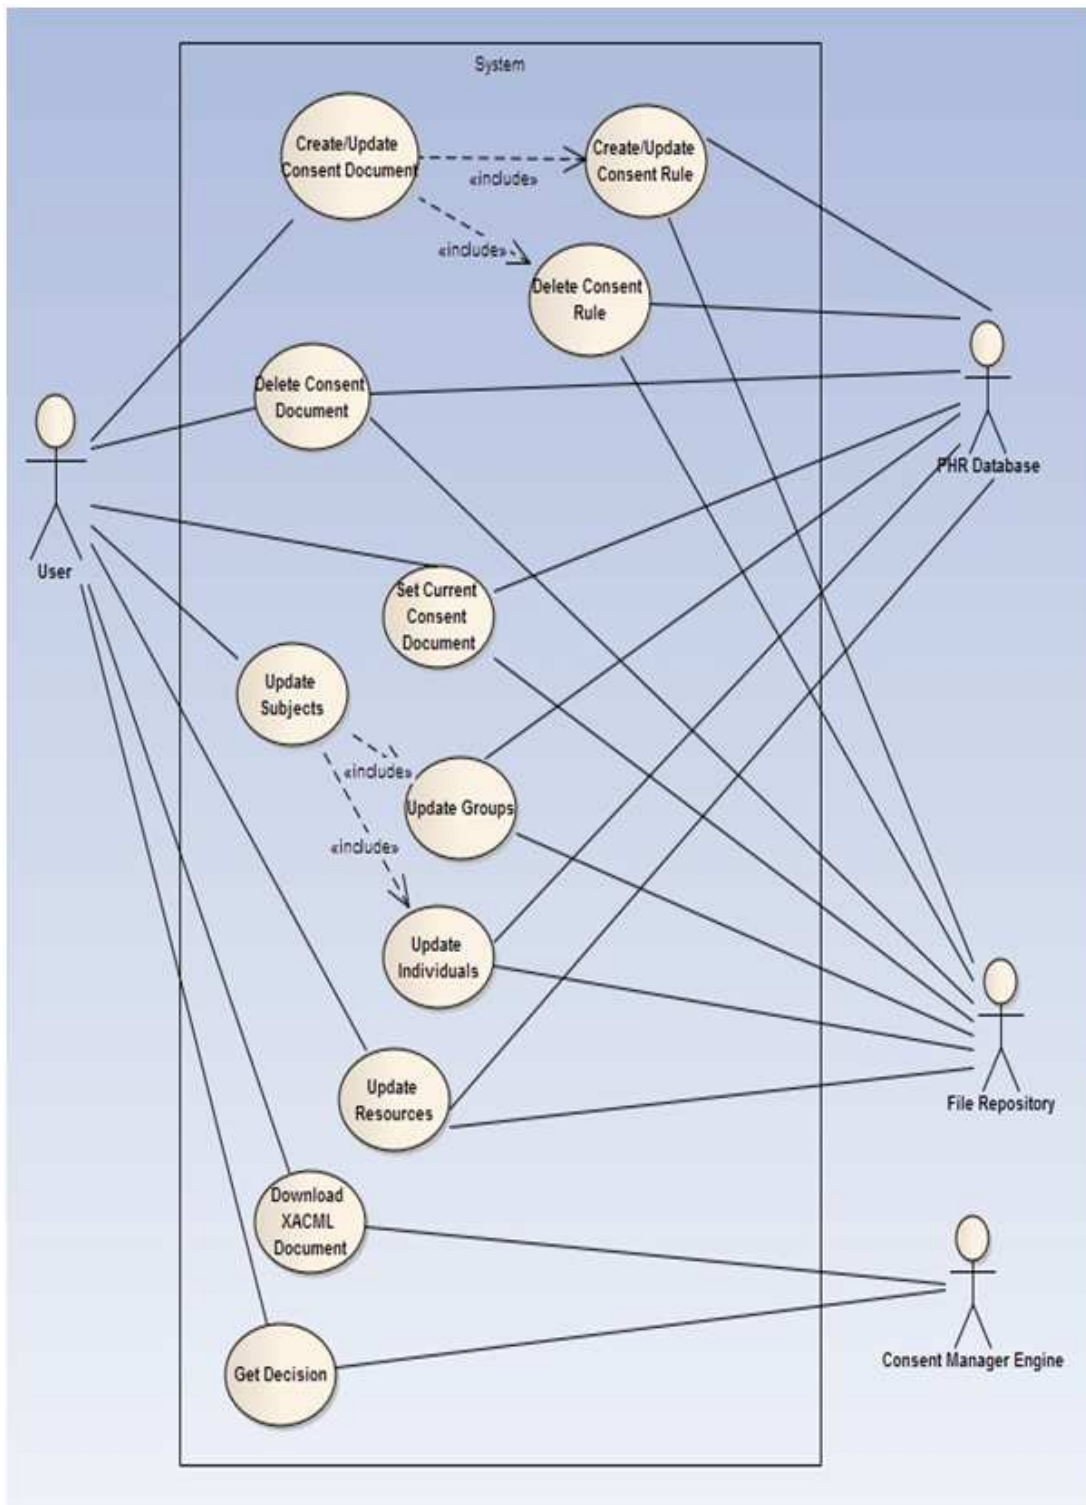 System
Create/Update
Consent Document
Create/Update
Consent Rule
«include»
«include»
Delete Consent
Rule
Delete Consent
Document
PHR Database
User
Set Current
Consent
Document
Update
Subjects
«include»
Update Groups
«include»
Update
Individuals
Update
Resources
File Repository
Download
XACML
Document
Consent Manager Engine
Get Decision